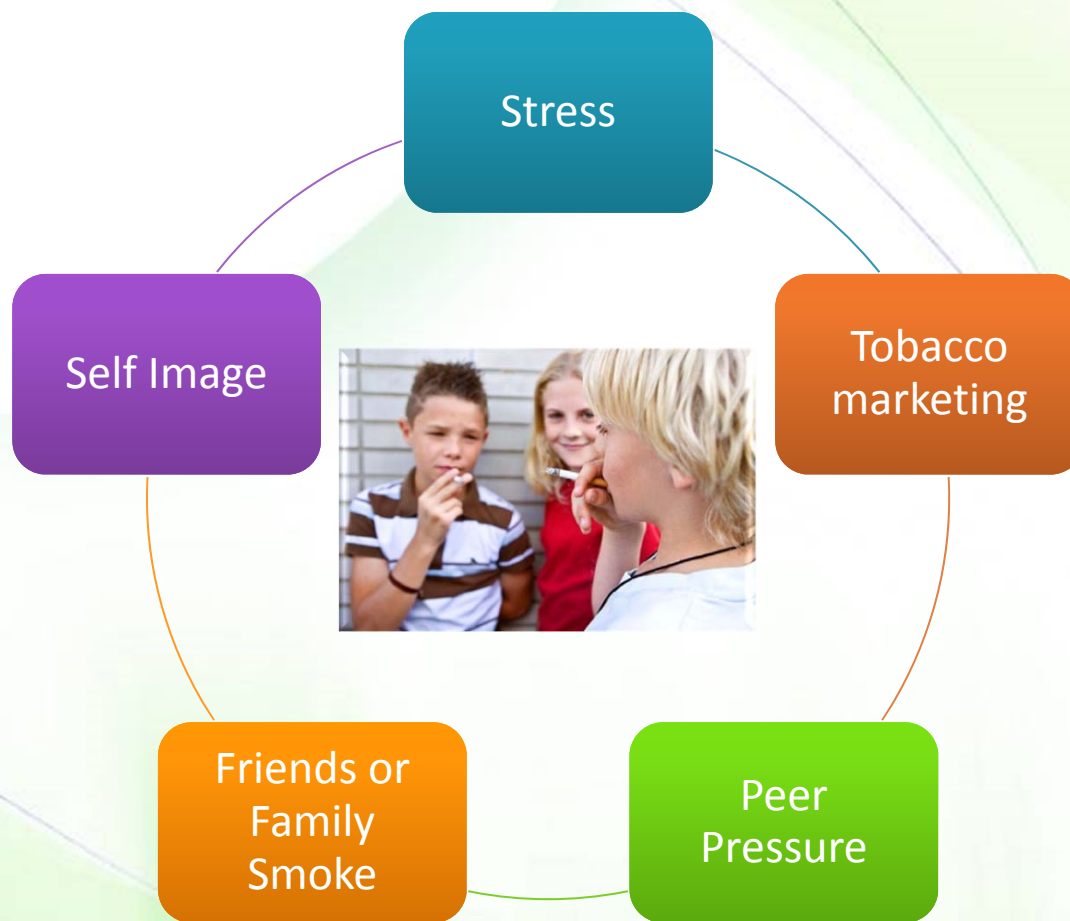 Stress
Self Image
Tobacco
marketing
Friends or
Family
Smoke
Peer
Pressure